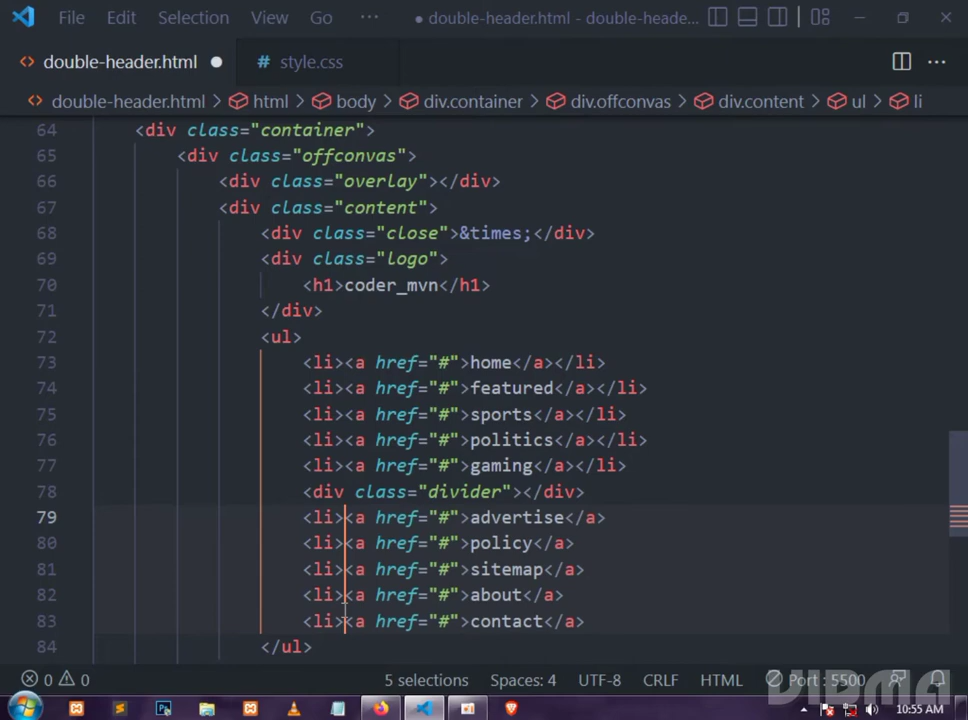 File Edit Selection View Go ··· ● double-header.html - double-heade...
<> double-header.html ● # style.css ···
<> double-header.html > html > body > div.container > div.offconvas > div.content > ul > li
64 <div class="container">
65 <div class="offconvas">
66 <div class="overlay"></div>
67 <div class="content">
68 <div class="close">&times;</div>
69 <div class="logo">
70 <h1>coder_mvn</h1>
71 </div>
72 <ul>
73 <li><a href="#">home</a></li>
74 <li><a href="#">featured</a></li>
75 <li><a href="#">sports</a></li>
76 <li><a href="#">politics</a></li>
77 <li><a href="#">gaming</a></li>
78 <div class="divider"></div>
79 <li><a href="#">advertise</a>
80 <li><a href="#">policy</a>
81 <li><a href="#">sitemap</a>
82 <li><a href="#">about</a>
83 <li><a href="#">contact</a>
84 </ul>
0 0 5 selections Spaces: 4 UTF-8 CRLF HTML Port : 5500
10:55 AM